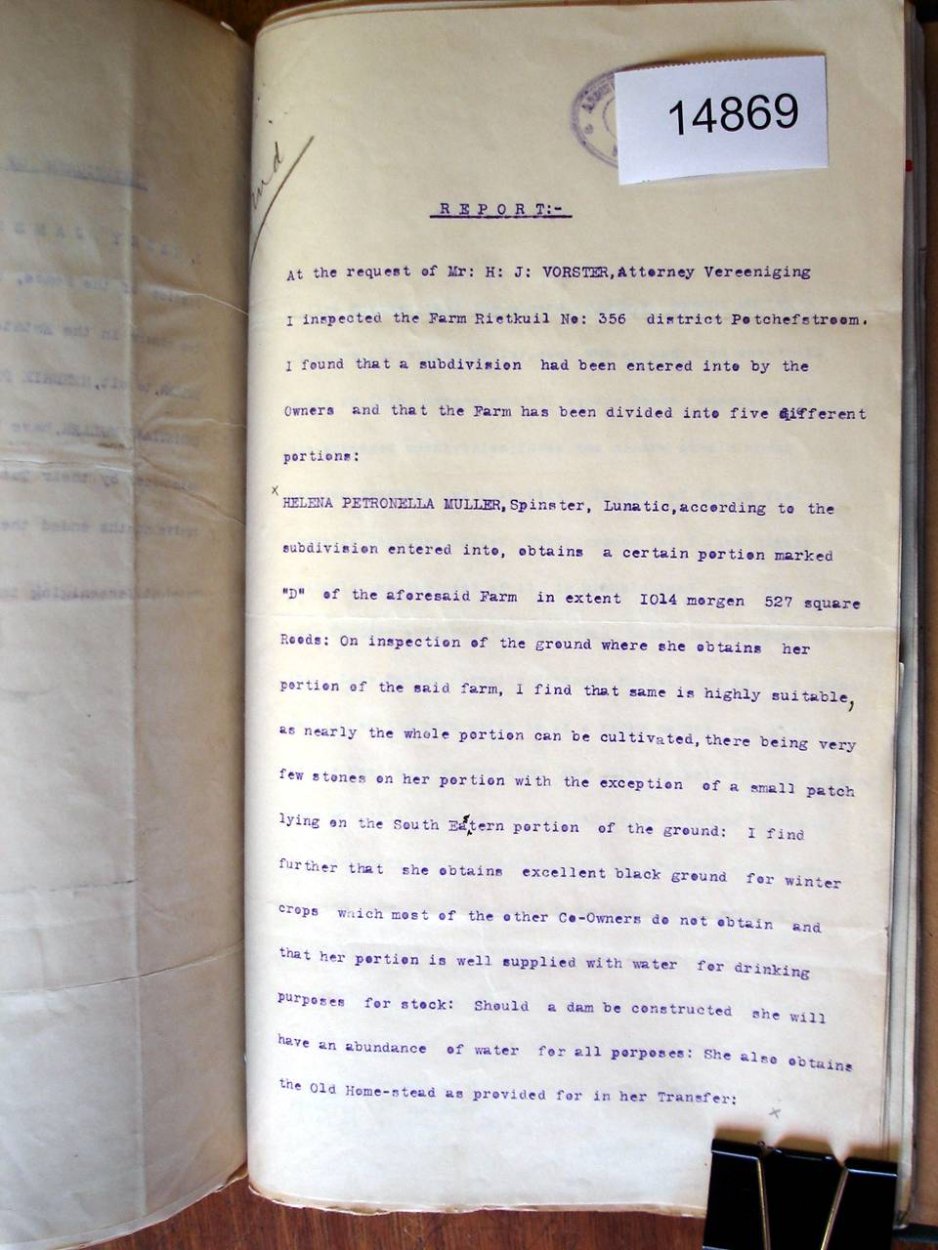 14869
R E P O R T:-
At the request of Mr: H: J: VORSTER,Attorney Vereeniging
I inspected the Farm Rietkuil No: 356 district Potchefstroom.
I found that a subdivision had been entered into by the
Owners and that the Farm has been divided into five different
portions:
x
HELENA PETRONELLA MULLER,Spinster, Lunatic,according to the
subdivision entered into, obtains a certain portion marked
"D" of the aforesaid Farm in extent IOI4 morgen 527 square
Roods: On inspection of the ground where she obtains her
portion of the said farm, I find that same is highly suitable,
as nearly the whole portion can be cultivated,there being very
few stones on her portion with the exception of a small patch
lying on the South Eastern portion of the ground: I find
further that she obtains excellent black ground for winter
crops which most of the other Co-Owners do not obtain and
that her portion is well supplied with water for drinking
purposes for stock: Should a dam be constructed she will
have an abundance of water for all porposes: She also obtains
the Old Home-stead as provided for in her Transfer:
x